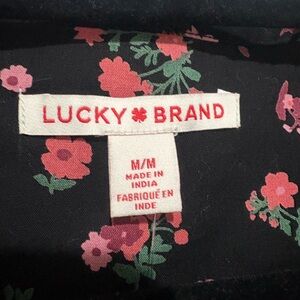 LUCKY BRAND
M/M
MADE IN
INDIA
FABRIQUÉ EN
INDE